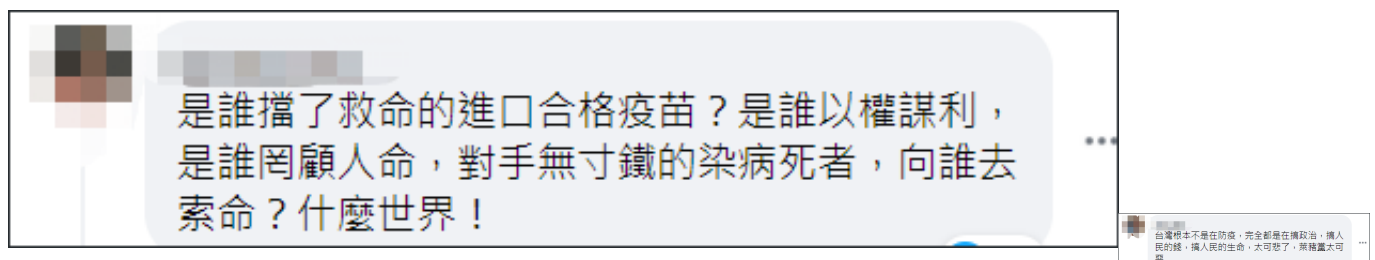 是誰擋了救命的進口合格疫苗？是誰以權謀利，
是誰罔顧人命，對手無寸鐵的染病死者，向誰去
索命？什麼世界！
台灣根本不是在防疫，完全都是在搞政治，搞人
民的錢，搞人民的生命，太可悲了，萊豬黨太可